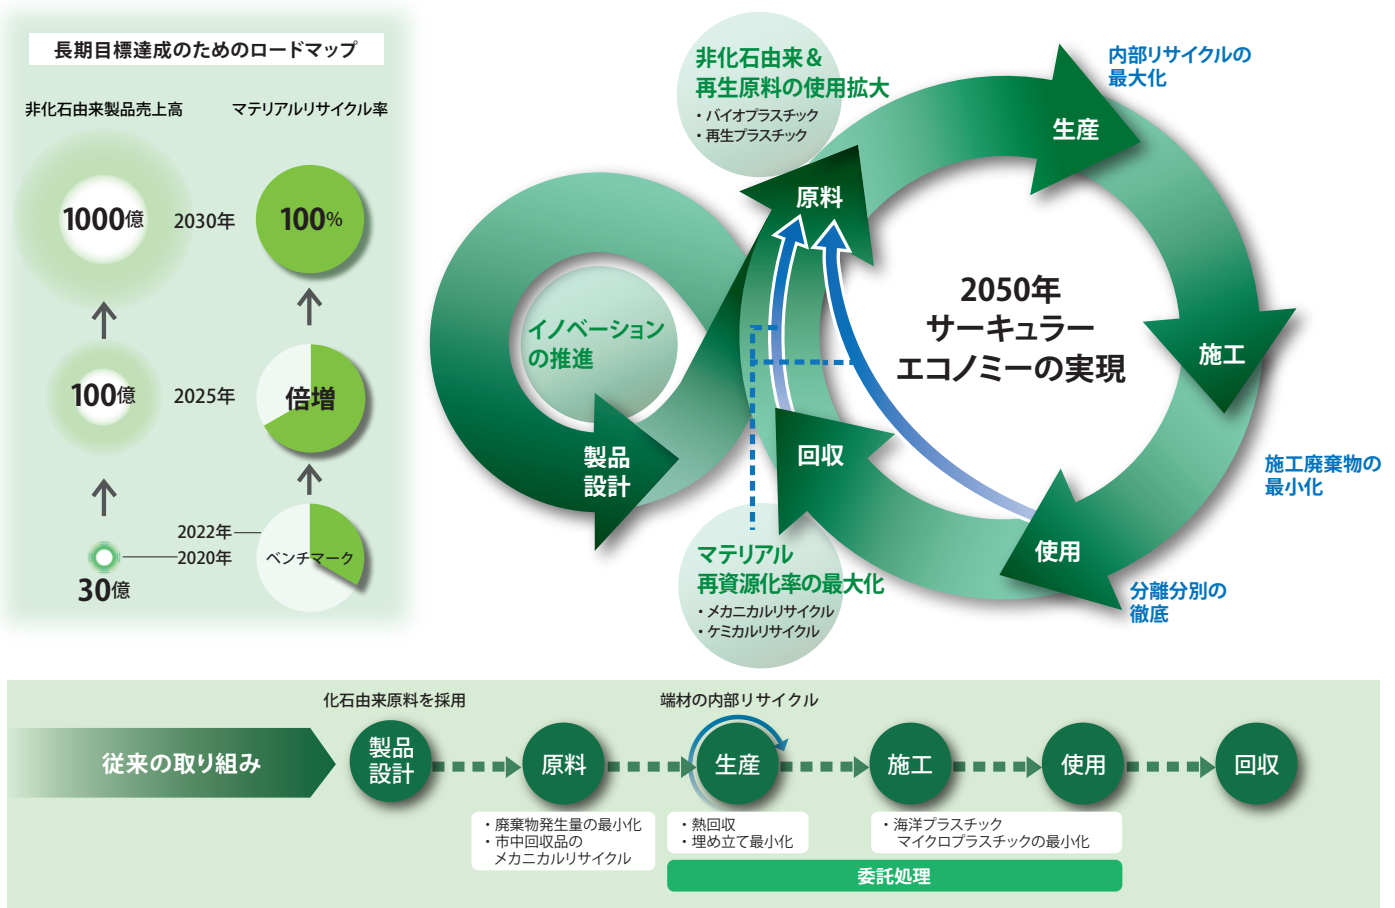 長期目標達成のためのロードマップ
非化石由来製品売上高
マテリアルリサイクル率
1000億
2030年
100%
100億
2025年
倍増
2022年
2020年
ベンチマーク
30億
非化石由来&
再生原料の使用拡大
・バイオプラスチック
・再生プラスチック
内部リサイクルの
最大化
生産
原料
イノベーション
の推進
2050年
サーキュラー
エコノミーの実現
施工
製品
設計
回収
施工廃棄物の
最小化
使用
マテリアル
再資源化率の最大化
・メカニカルリサイクル
・ケミカルリサイクル
分離分別の
徹底
従来の取り組み
化石由来原料を採用
端材の内部リサイクル
製品
設計
原料
生産
施工
使用
回収
・廃棄物発生量の最小化
・市中回収品の
メカニカルリサイクル
・熱回収
・埋め立て最小化
・海洋プラスチック
マイクロプラスチックの最小化
委託処理